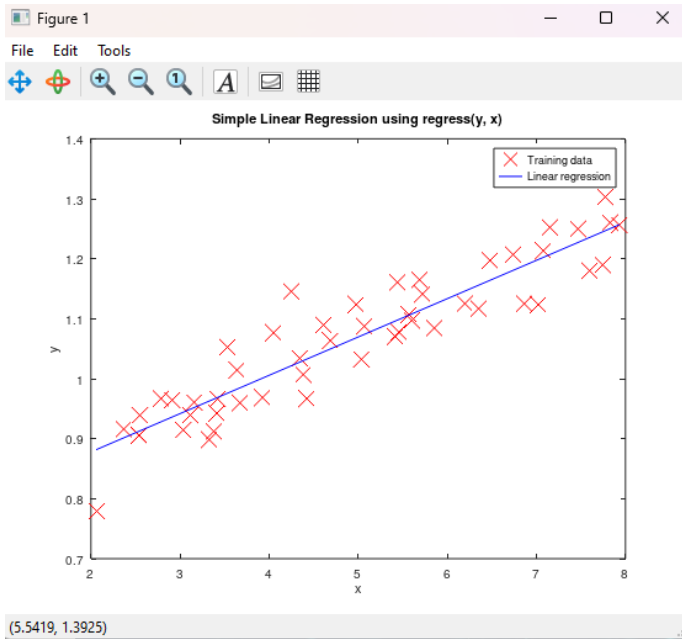 Figure 1
File Edit Tools
A
Simple Linear Regression using regress(y, x)
1.4
Training data
Linear regression
1.3
1.2
1.1
y
1
0.9
0.8
0.7
2 3 4 5 6 7 8
x
(5.5419, 1.3925)